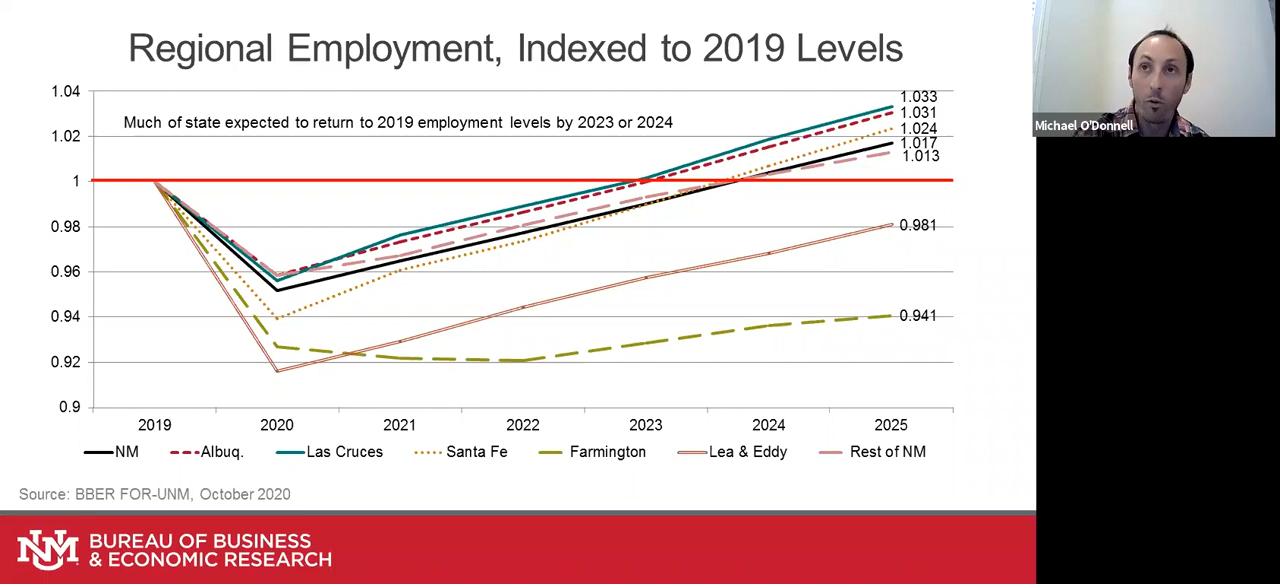 Regional Employment, Indexed to 2019 Levels
Michael O'Donnell
1.04
1.02
1
0.98
0.96
0.94
0.92
0.9
Much of state expected to return to 2019 employment levels by 2023 or 2024
1.033
1.031
1.024
1.017
1.013
0.981
0.941
2019 2020 2021 2022 2023 2024 2025
NM Albuq. Las Cruces Santa Fe Farmington Lea & Eddy Rest of NM
Source: BBER FOR-UNM, October 2020
UNM
BUREAU OF BUSINESS
& ECONOMIC RESEARCH